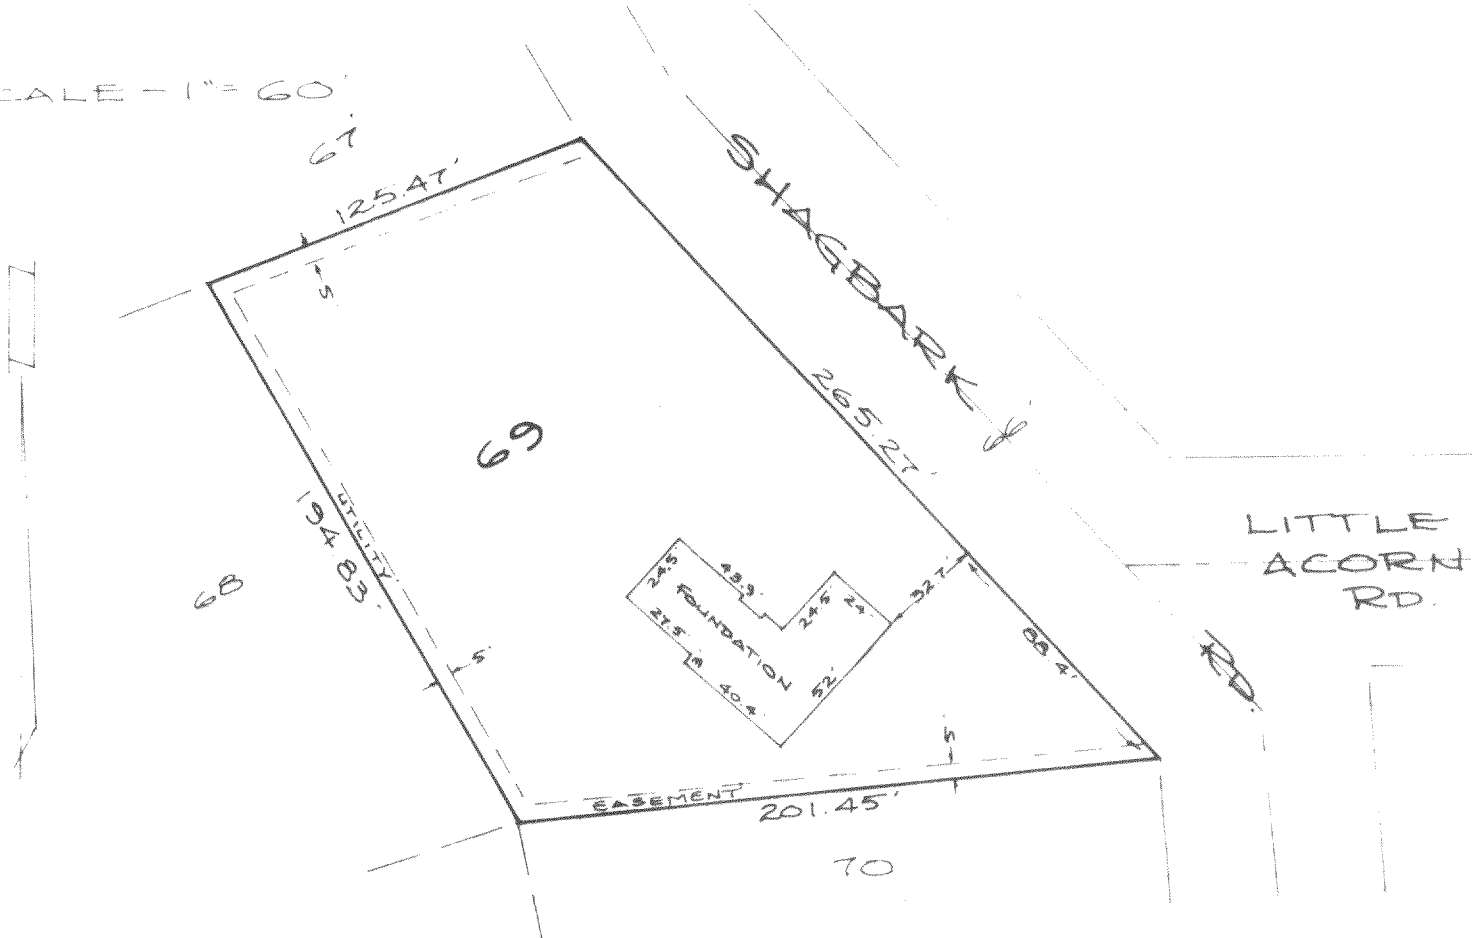 CALE - 1" = 60'
67
125.47'
5
SHAGBARK
66'
265.27'
69
194.83'
UTILITY
68
LITTLE
ACORN
RD.
24.5
43.9'
FOUNDATION
27.5'
3
40.4'
24.5'
24'
52'
32.7'
88.4'
RD.
5'
5
EASEMENT
201.45'
70